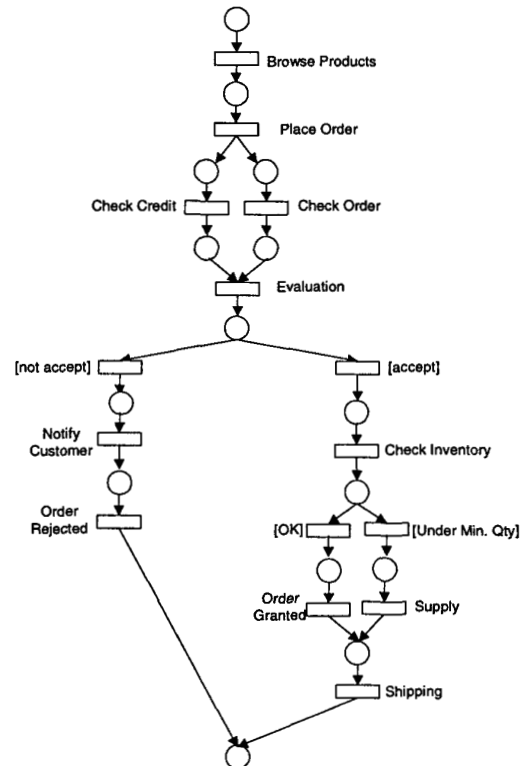 Browse Products
Place Order
Check Credit
Check Order
Evaluation
[not accept]
[accept]
Notify
Customer
Check Inventory
Order
Rejected
[OK]
[Under Min. Qty]
Order
Granted
Supply
Shipping